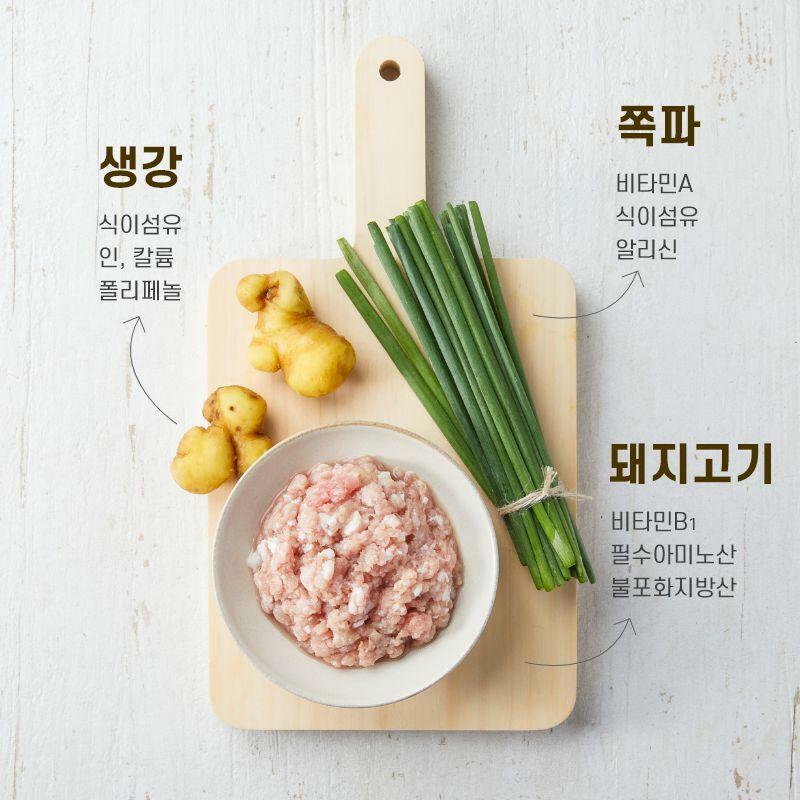 생강
식이섬유
인, 칼륨
폴리페놀
쪽파
비타민A
식이섬유
알리신
돼지고기
비타민B₁
필수아미노산
불포화지방산